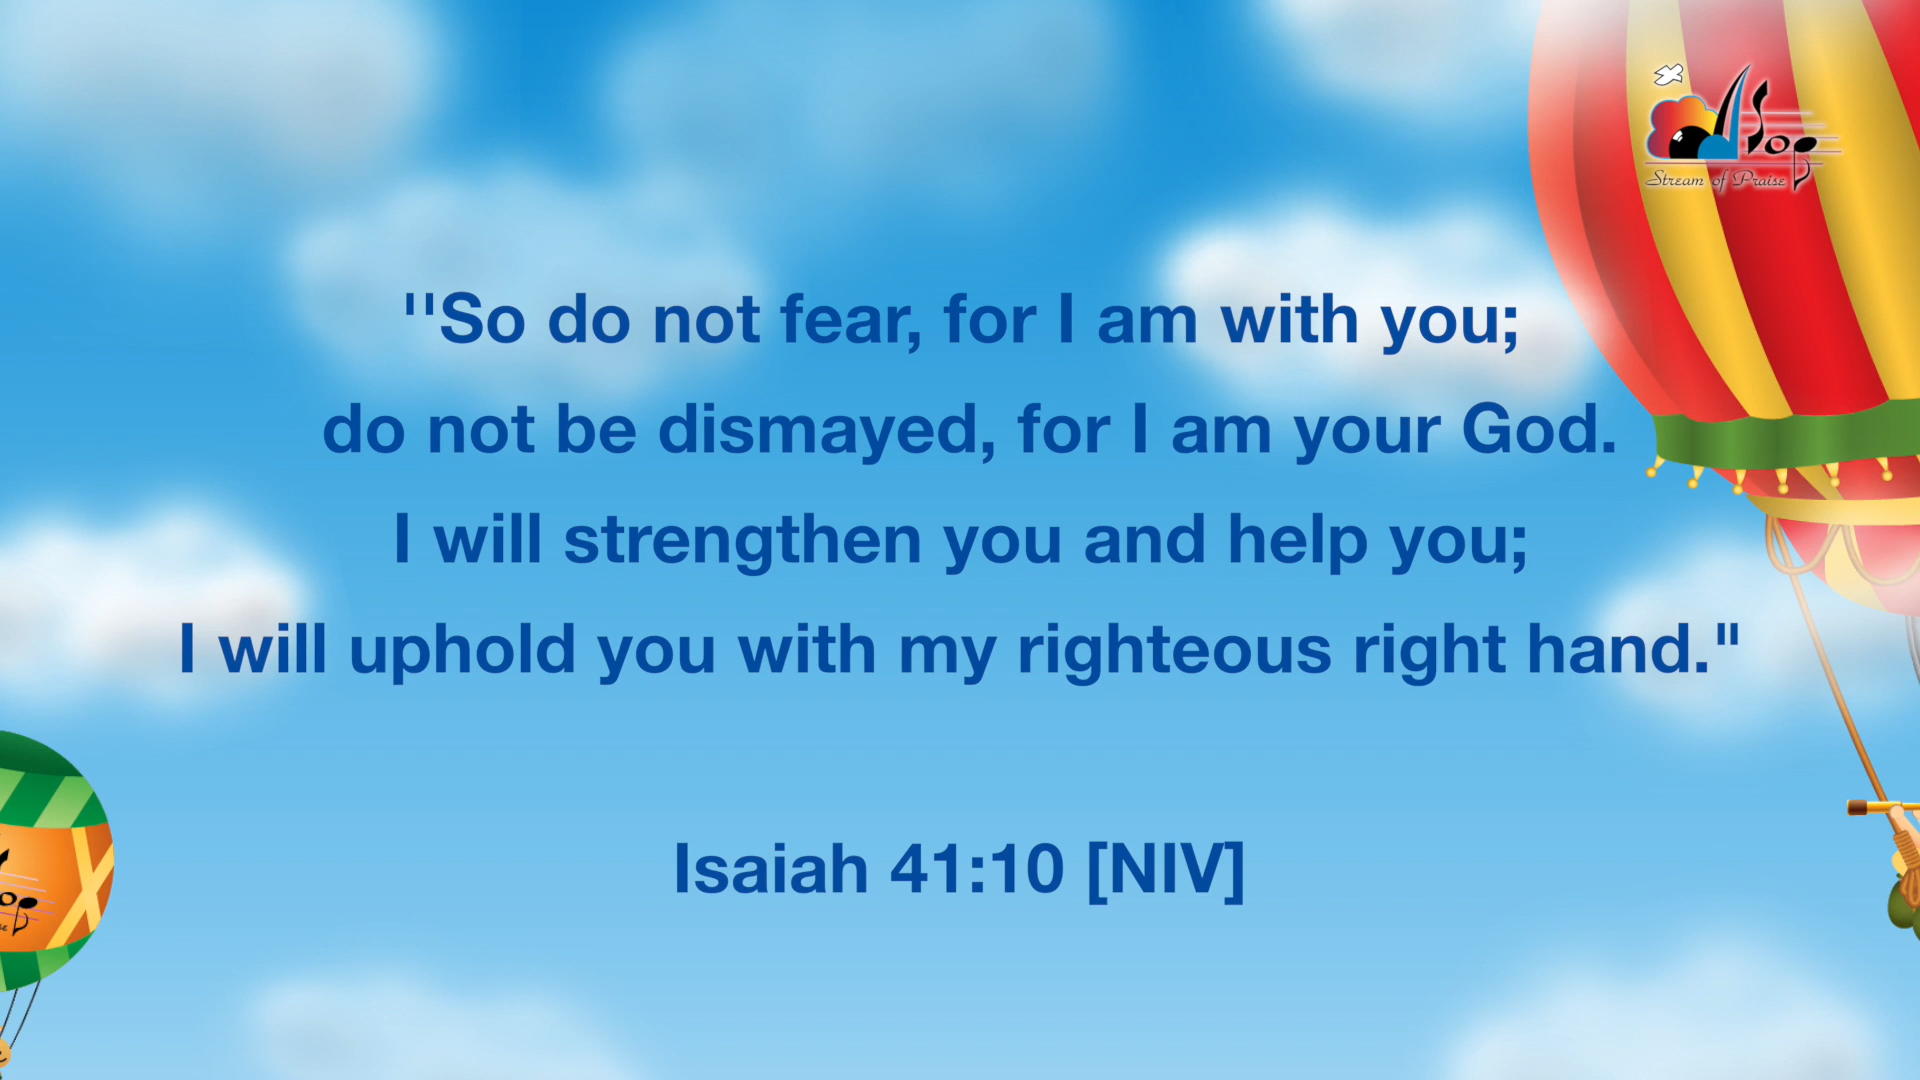 Sop
Stream of Praise
''So do not fear, for I am with you;
do not be dismayed, for I am your God.
I will strengthen you and help you;
I will uphold you with my righteous right hand."
Isaiah 41:10 [NIV]